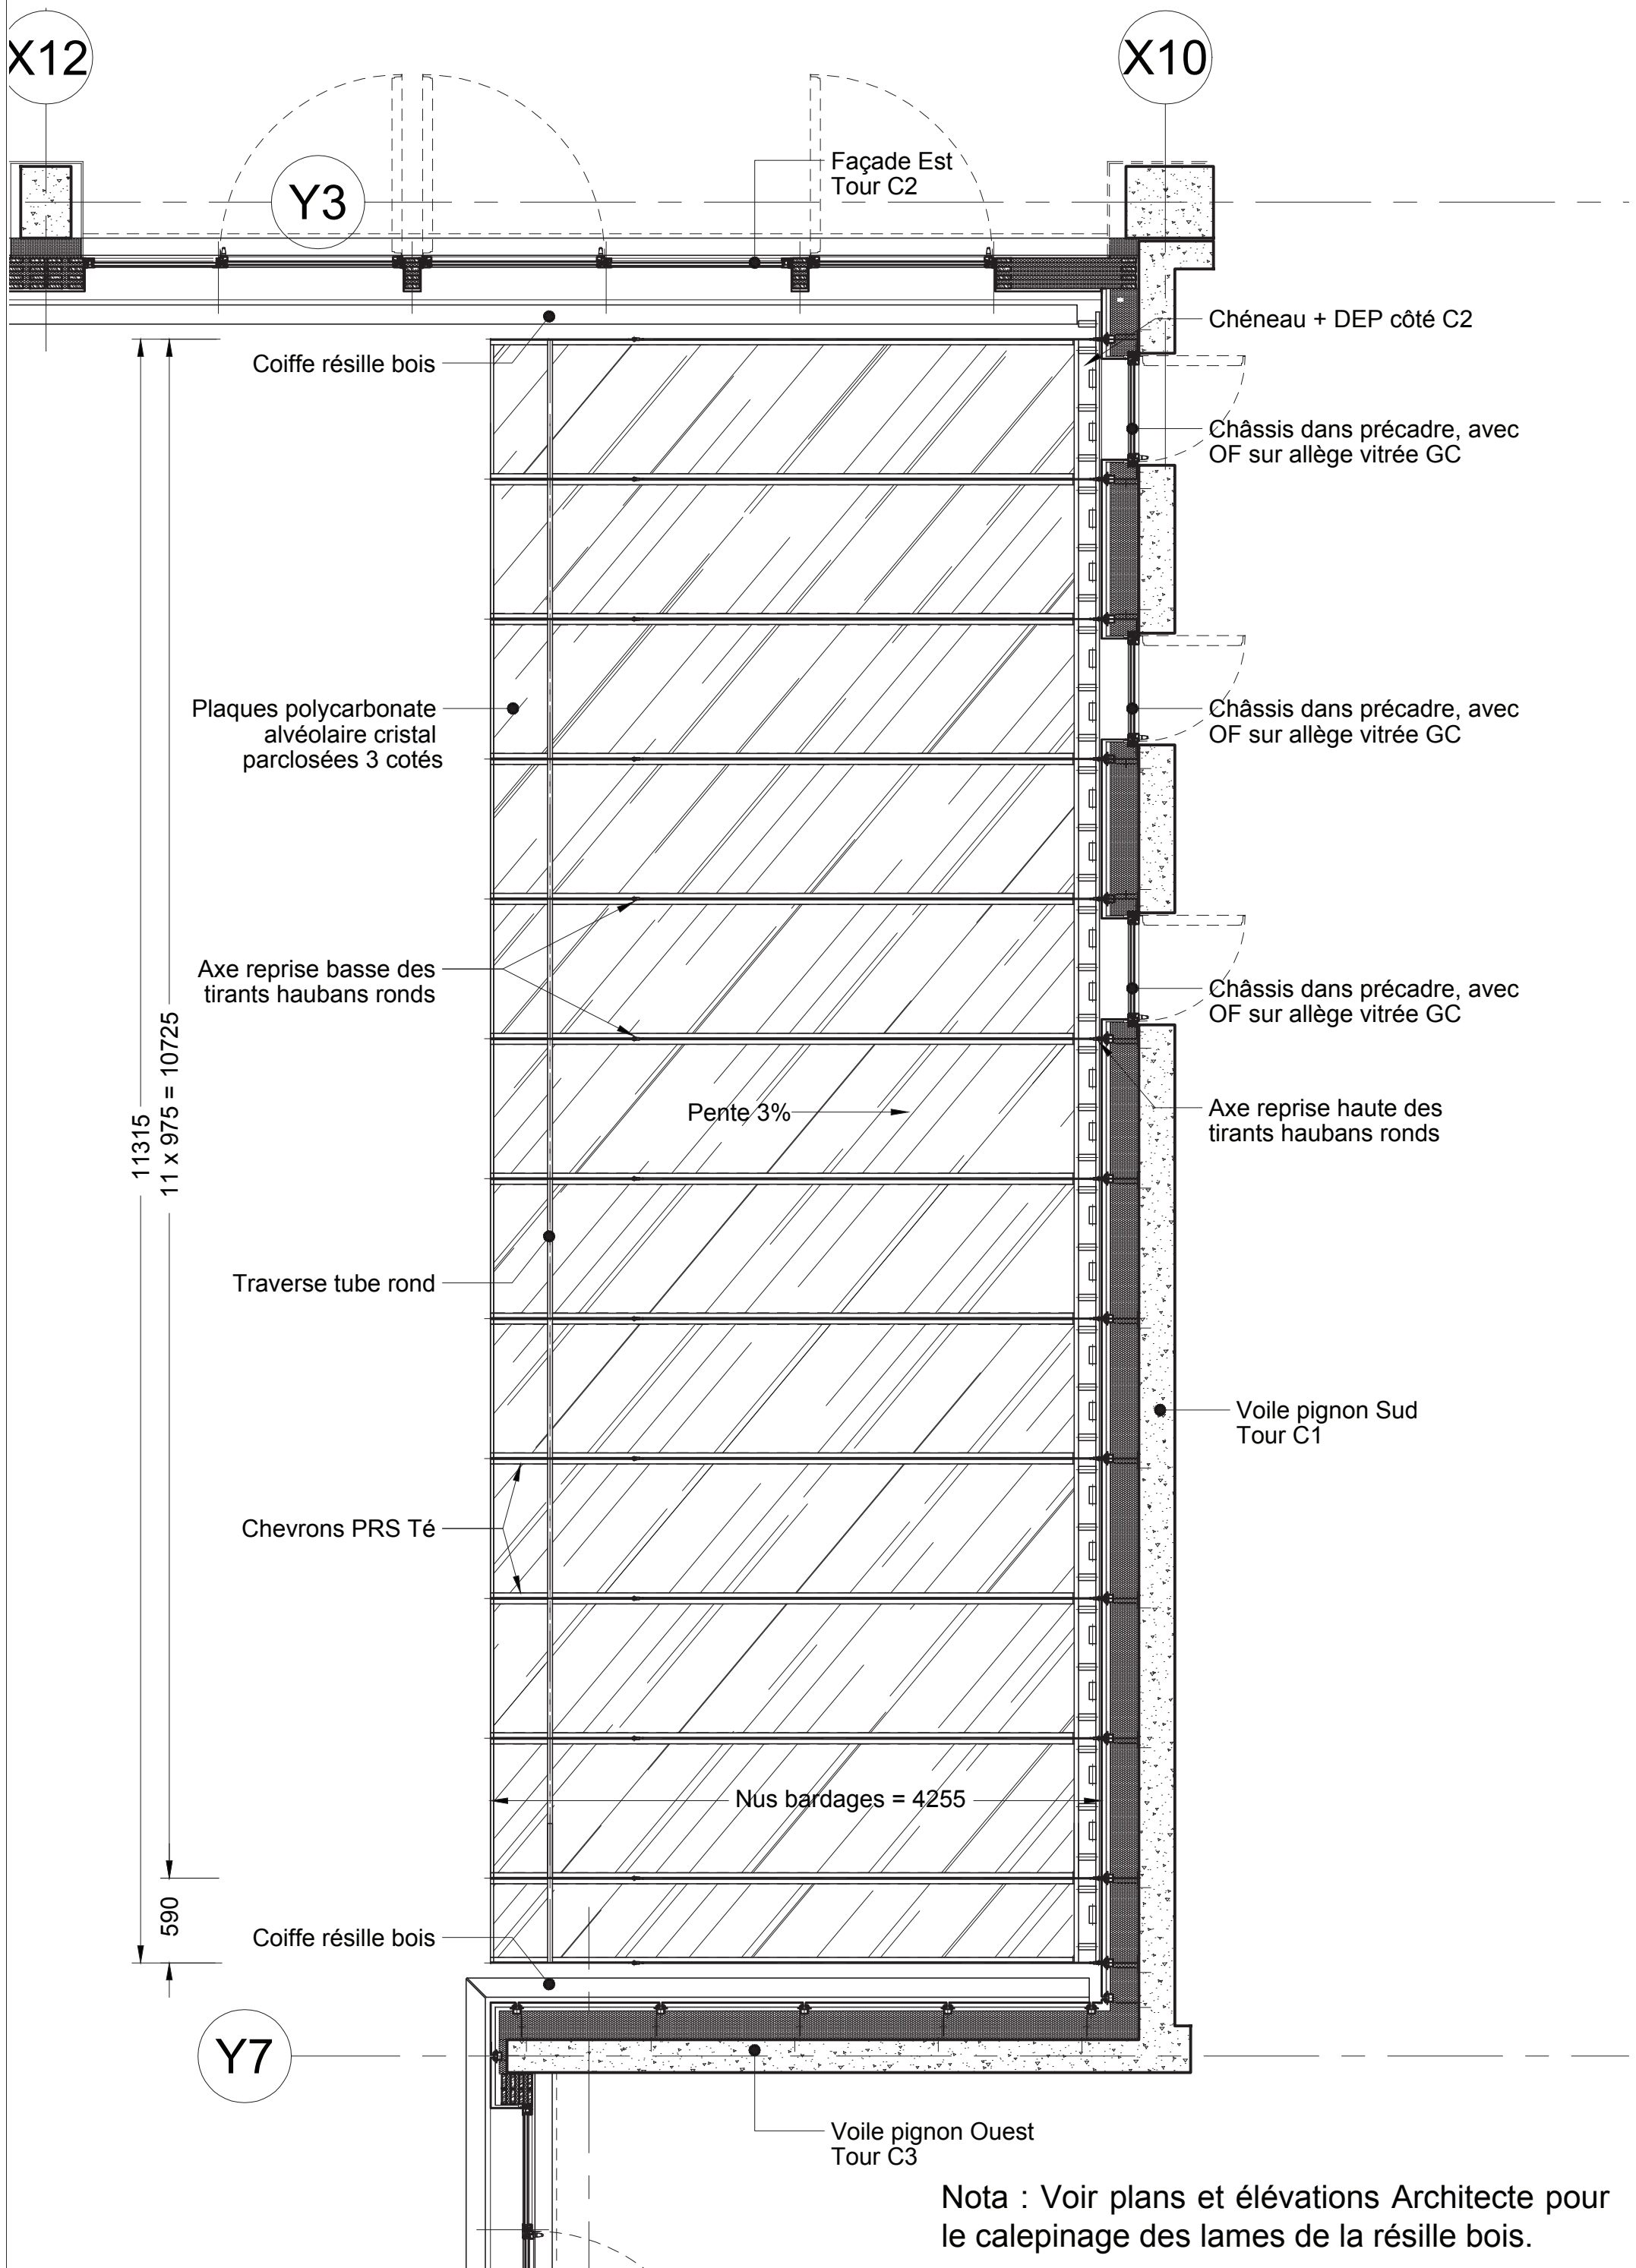 X12
X10
Façade Est
Tour C2
Y3
Chéneau + DEP côté C2
Coiffe résille bois
Châssis dans précadre, avec
OF sur allège vitrée GC
Plaques polycarbonate
alvéolaire cristal
parclosées 3 cotés
Châssis dans précadre, avec
OF sur allège vitrée GC
Axe reprise basse des
tirants haubans ronds
Châssis dans précadre, avec
OF sur allège vitrée GC
11315
11 x 975 = 10725
Pente 3%
Axe reprise haute des
tirants haubans ronds
Traverse tube rond
Voile pignon Sud
Tour C1
Chevrons PRS Té
Nus bardages = 4255
590
Coiffe résille bois
Y7
Voile pignon Ouest
Tour C3
Nota : Voir plans et élévations Architecte pour
le calepinage des lames de la résille bois.